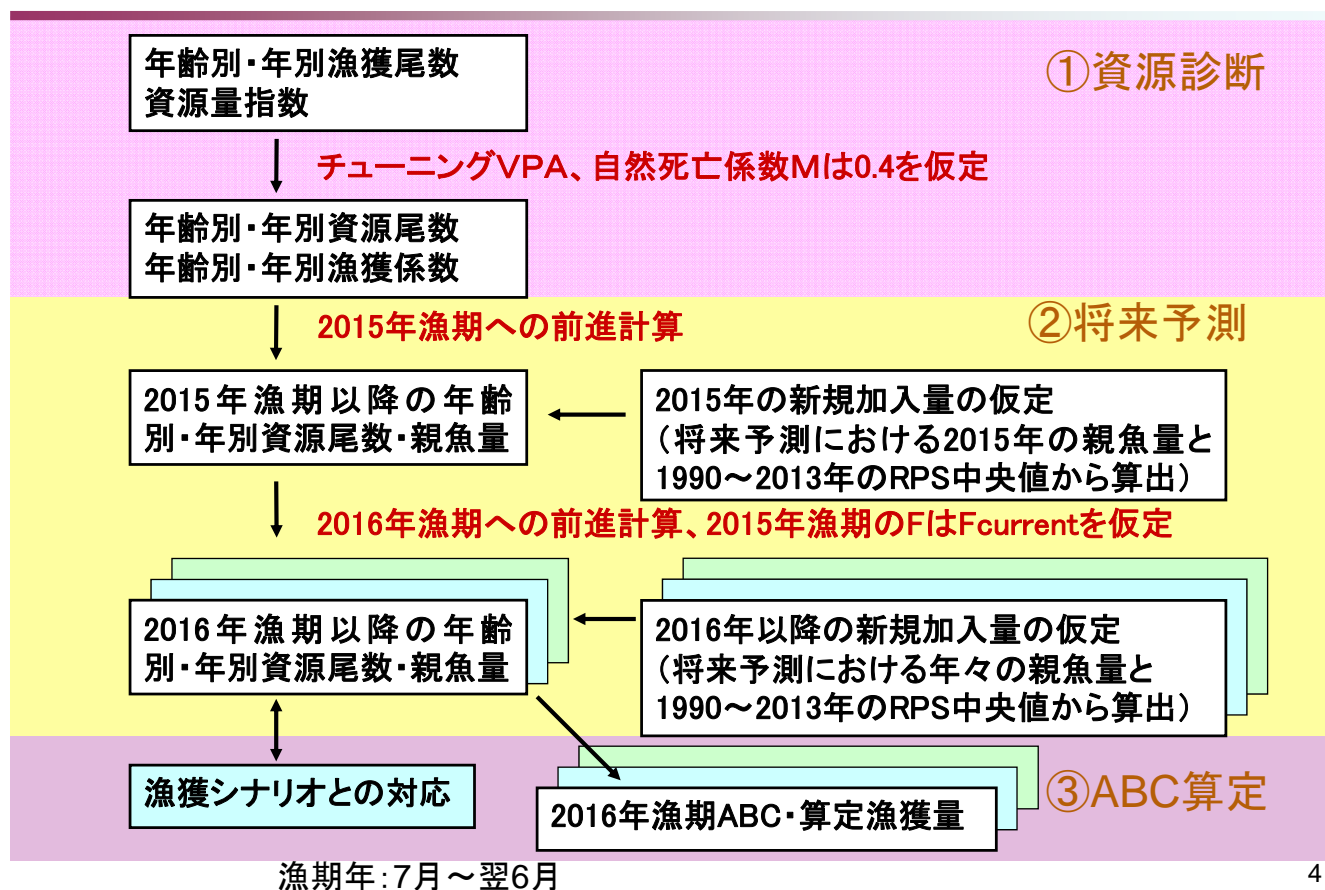 年齢別・年別漁獲尾数
資源量指数
①資源診断
チューニングVPA、自然死亡係数Mは0.4を仮定
年齢別・年別資源尾数
年齢別・年別漁獲係数
②将来予測
2015年漁期への前進計算
2015年漁期以降の年齢
別・年別資源尾数・親魚量
2015年の新規加入量の仮定
（将来予測における2015年の親魚量と
1990～2013年のRPS中央値から算出）
2016年漁期への前進計算、2015年漁期のFはFcurrentを仮定
2016年漁期以降の年齢
別・年別資源尾数・親魚量
2016年以降の新規加入量の仮定
（将来予測における年々の親魚量と
1990～2013年のRPS中央値から算出）
漁獲シナリオとの対応
③ABC算定
2016年漁期ABC・算定漁獲量
漁期年：7月～翌6月
4